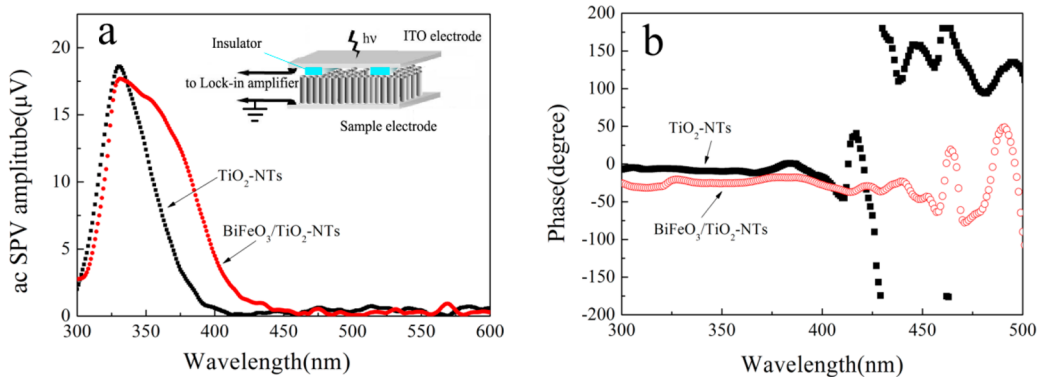 a
Insulator
hν
ITO electrode
to Lock-in amplifier
Sample electrode
TiO₂-NTs
BiFeO₃/TiO₂-NTs
ac SPV amplitube(μV)
20
15
10
5
0
300 350 400 450 500 550 600
Wavelength(nm)
b
TiO₂-NTs
BiFeO₃/TiO₂-NTs
Phase(degree)
200
150
100
50
0
-50
-100
-150
-200
300 350 400 450 500
Wavelength(nm)